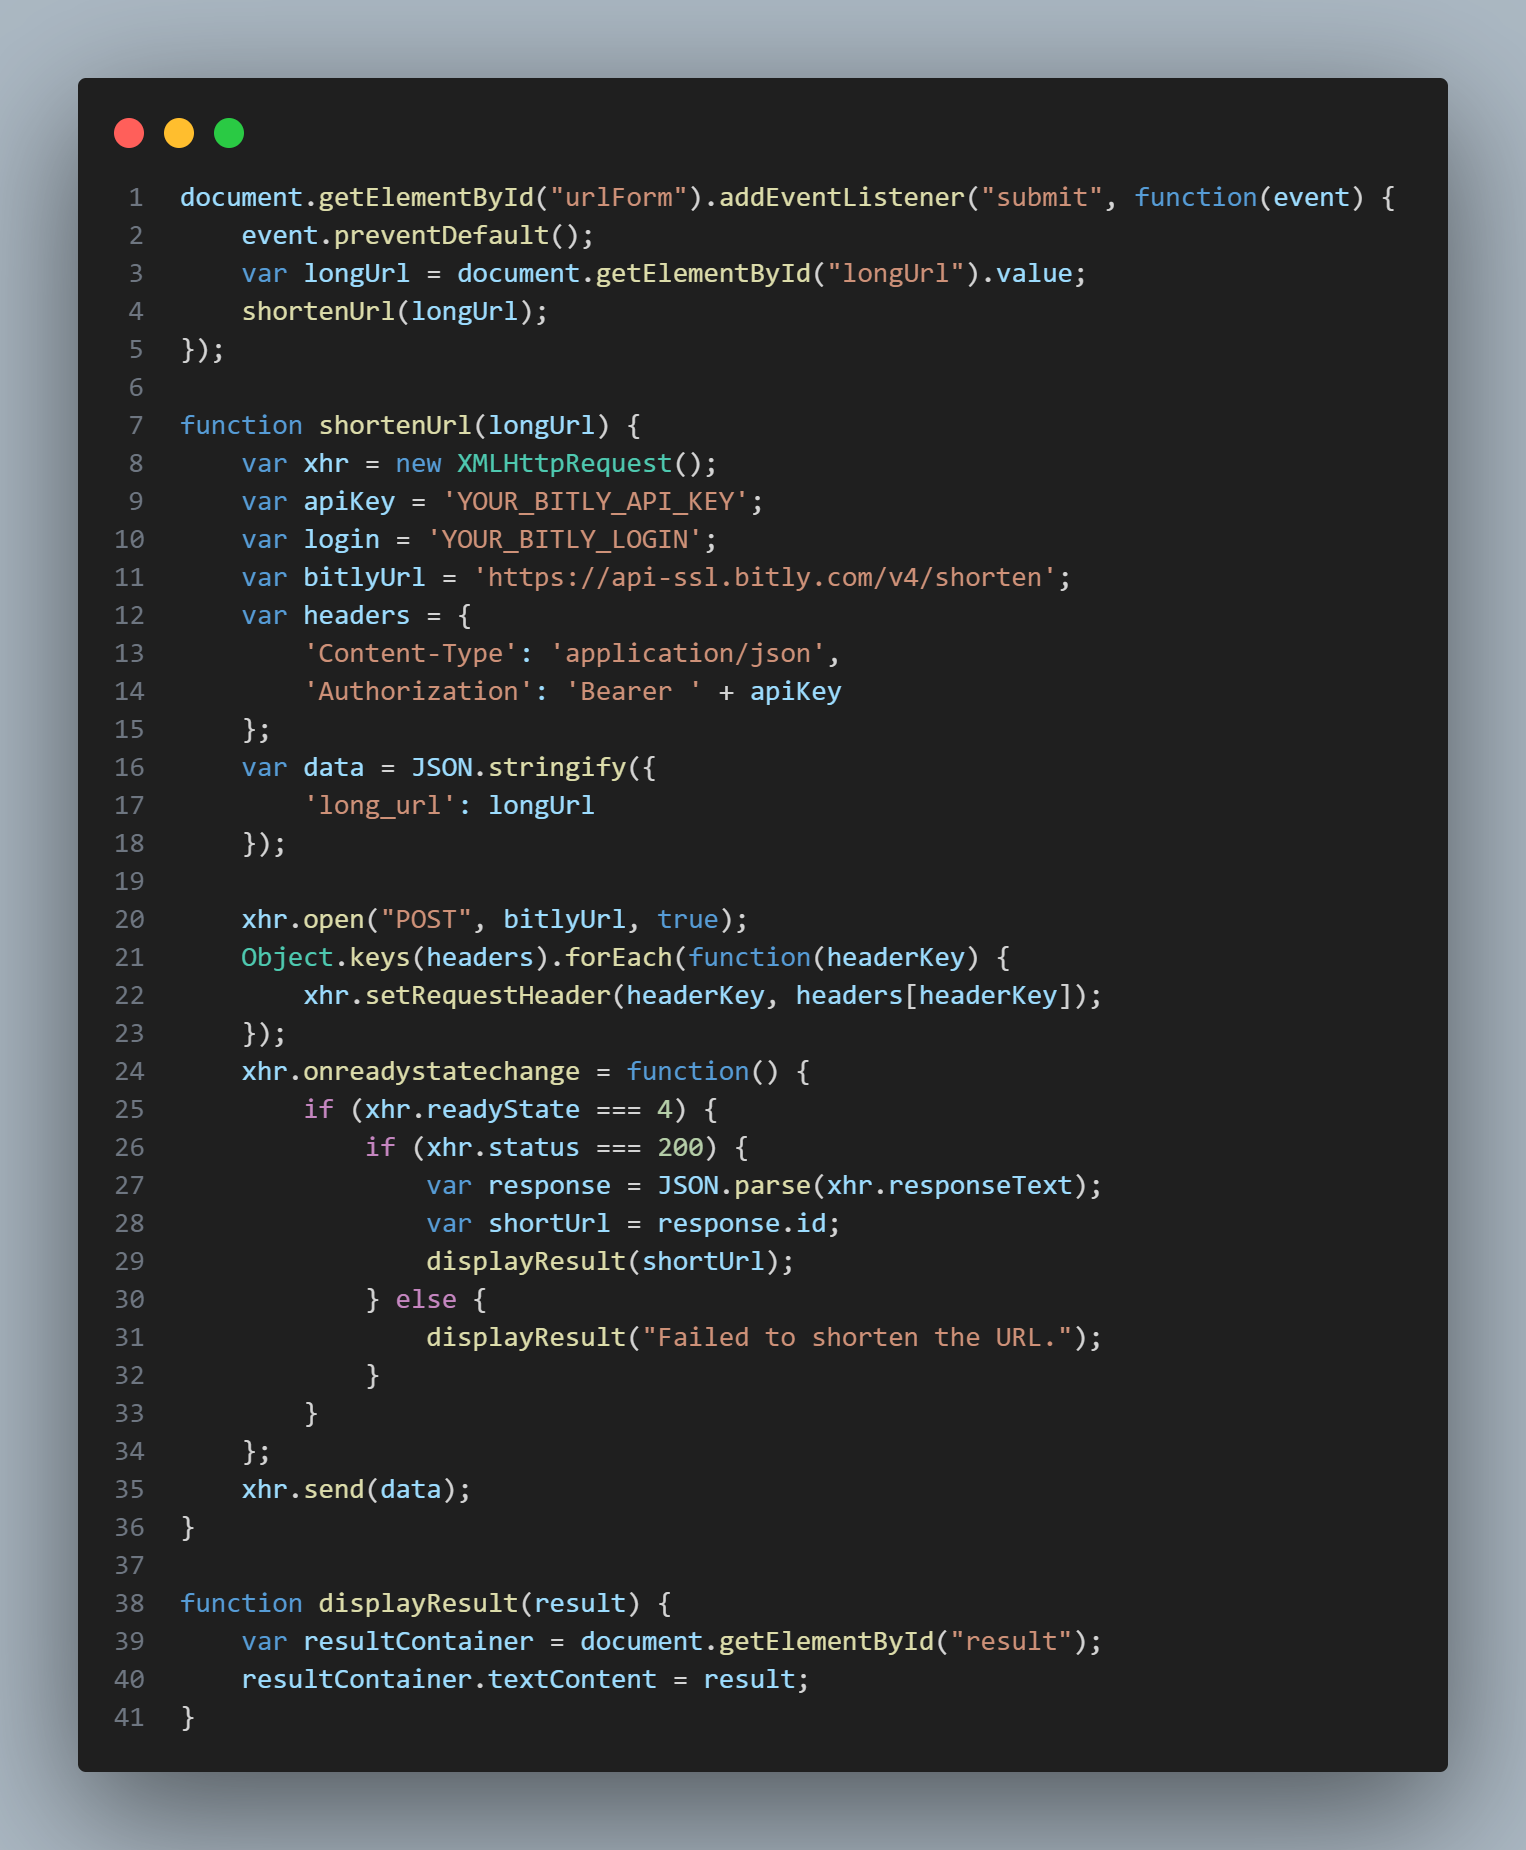 1 document.getElementById("urlForm").addEventListener("submit", function(event) {
2     event.preventDefault();
3     var longUrl = document.getElementById("longUrl").value;
4     shortenUrl(longUrl);
5 });
6
7 function shortenUrl(longUrl) {
8     var xhr = new XMLHttpRequest();
9     var apiKey = 'YOUR_BITLY_API_KEY';
10     var login = 'YOUR_BITLY_LOGIN';
11     var bitlyUrl = 'https://api-ssl.bitly.com/v4/shorten';
12     var headers = {
13         'Content-Type': 'application/json',
14         'Authorization': 'Bearer ' + apiKey
15     };
16     var data = JSON.stringify({
17         'long_url': longUrl
18     });
19
20     xhr.open("POST", bitlyUrl, true);
21     Object.keys(headers).forEach(function(headerKey) {
22         xhr.setRequestHeader(headerKey, headers[headerKey]);
23     });
24     xhr.onreadystatechange = function() {
25         if (xhr.readyState === 4) {
26             if (xhr.status === 200) {
27                 var response = JSON.parse(xhr.responseText);
28                 var shortUrl = response.id;
29                 displayResult(shortUrl);
30             } else {
31                 displayResult("Failed to shorten the URL.");
32             }
33         }
34     };
35     xhr.send(data);
36 }
37
38 function displayResult(result) {
39     var resultContainer = document.getElementById("result");
40     resultContainer.textContent = result;
41 }